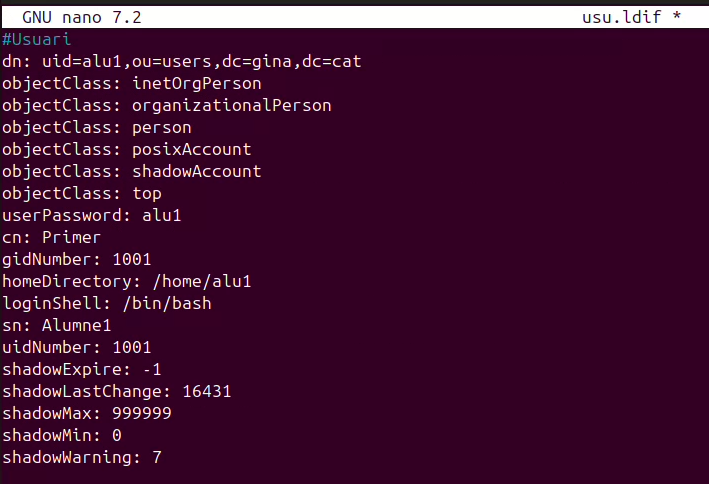 GNU nano 7.2 usu.ldif *
#Usuari
dn: uid=alu1,ou=users,dc=gina,dc=cat
objectClass: inetOrgPerson
objectClass: organizationalPerson
objectClass: person
objectClass: posixAccount
objectClass: shadowAccount
objectClass: top
userPassword: alu1
cn: Primer
gidNumber: 1001
homeDirectory: /home/alu1
loginShell: /bin/bash
sn: Alumne1
uidNumber: 1001
shadowExpire: -1
shadowLastChange: 16431
shadowMax: 999999
shadowMin: 0
shadowWarning: 7